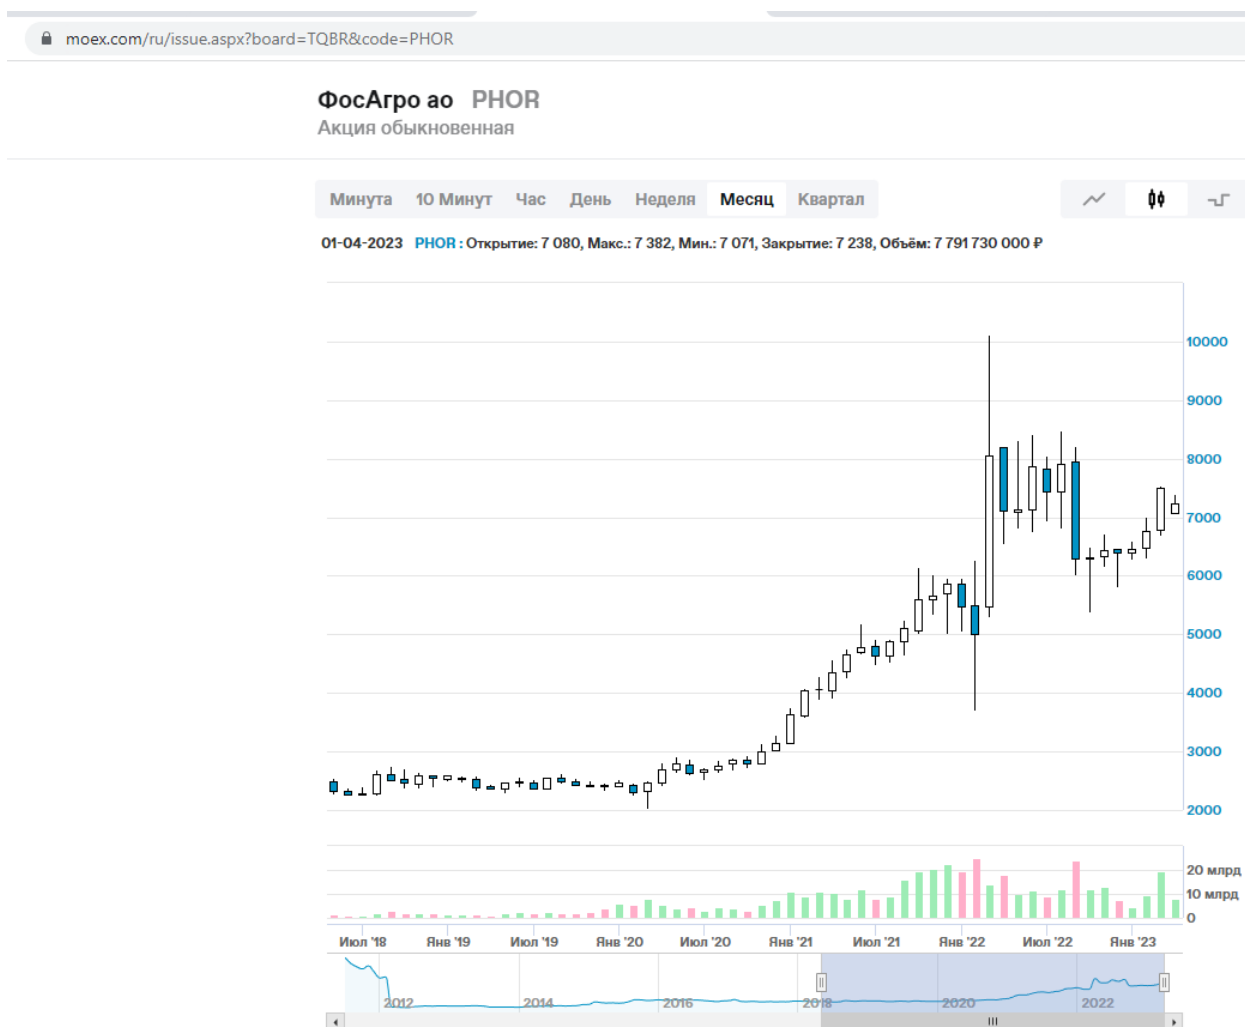 moex.com/ru/issue.aspx?board=TQBR&code=PHOR
ФосАгро ао PHOR
Акция обыкновенная
Минута 10 Минут Час День Неделя Месяц Квартал
01-04-2023 PHOR : Открытие: 7 080, Макс.: 7 382, Мин.: 7 071, Закрытие: 7 238, Объём: 7 791 730 000 ₽
10000
9000
8000
7000
6000
5000
4000
3000
2000
20 млрд
10 млрд
0
Июл '18 Янв '19 Июл '19 Янв '20 Июл '20 Янв '21 Июл '21 Янв '22 Июл '22 Янв '23
2012 2014 2016 2018 2020 2022